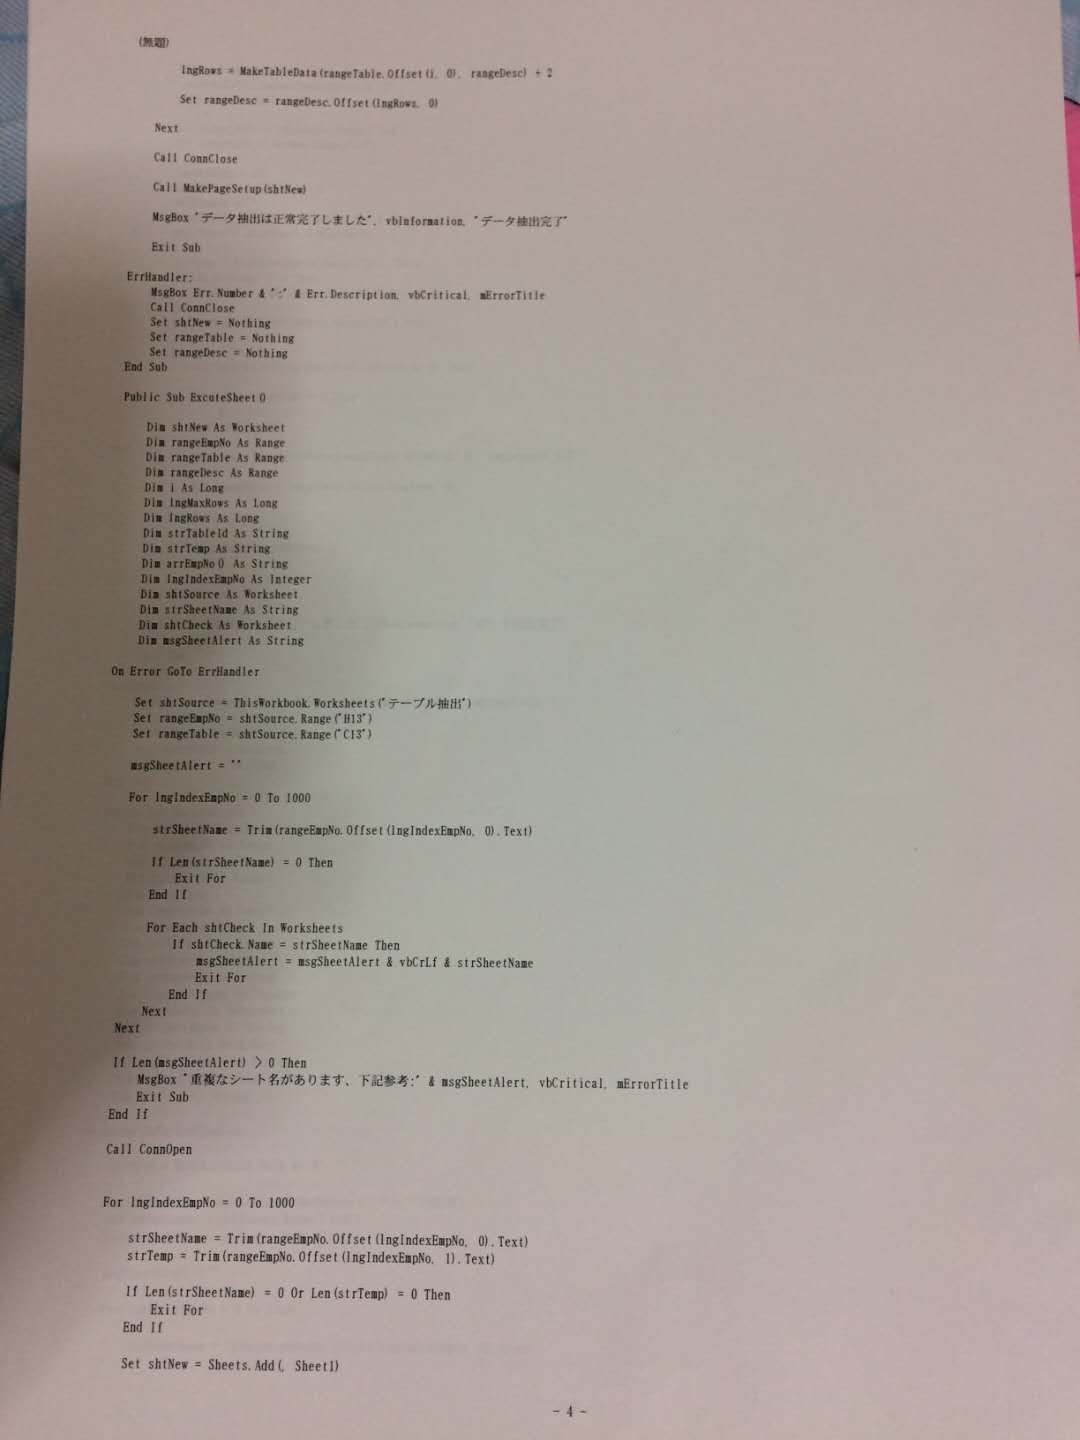 (無題)
lngRows = MakeTableData(rangeTable.Offset(i, 0), rangeDesc) + 2
Set rangeDesc = rangeDesc.Offset(lngRows, 0)
Next
Call ConnClose
Call MakePageSetup(shtNew)
MsgBox "データ抽出は正常完了しました", vbInformation, "データ抽出完了"
Exit Sub
ErrHandler:
MsgBox Err.Number & ":" & Err.Description, vbCritical, mErrorTitle
Call ConnClose
Set shtNew = Nothing
Set rangeTable = Nothing
Set rangeDesc = Nothing
End Sub
Public Sub ExcuteSheet()
Dim shtNew As Worksheet
Dim rangeEmpNo As Range
Dim rangeTable As Range
Dim rangeDesc As Range
Dim i As Long
Dim lngMaxRows As Long
Dim lngRows As Long
Dim strTableId As String
Dim strTemp As String
Dim arrEmpNo() As String
Dim lngIndexEmpNo As Integer
Dim shtSource As Worksheet
Dim strSheetName As String
Dim shtCheck As Worksheet
Dim msgSheetAlert As String
On Error GoTo ErrHandler
Set shtSource = ThisWorkbook.Worksheets("テーブル抽出")
Set rangeEmpNo = shtSource.Range("H13")
Set rangeTable = shtSource.Range("C13")
msgSheetAlert = ""
For lngIndexEmpNo = 0 To 1000
strSheetName = Trim(rangeEmpNo.Offset(lngIndexEmpNo, 0).Text)
If Len(strSheetName) = 0 Then
Exit For
End If
For Each shtCheck In Worksheets
If shtCheck.Name = strSheetName Then
msgSheetAlert = msgSheetAlert & vbCrLf & strSheetName
Exit For
End If
Next
Next
If Len(msgSheetAlert) > 0 Then
MsgBox "重複なシート名があります、下記参考:" & msgSheetAlert, vbCritical, mErrorTitle
Exit Sub
End If
Call ConnOpen
For lngIndexEmpNo = 0 To 1000
strSheetName = Trim(rangeEmpNo.Offset(lngIndexEmpNo, 0).Text)
strTemp = Trim(rangeEmpNo.Offset(lngIndexEmpNo, 1).Text)
If Len(strSheetName) = 0 Or Len(strTemp) = 0 Then
Exit For
End If
Set shtNew = Sheets.Add(, Sheet1)
- 4 -